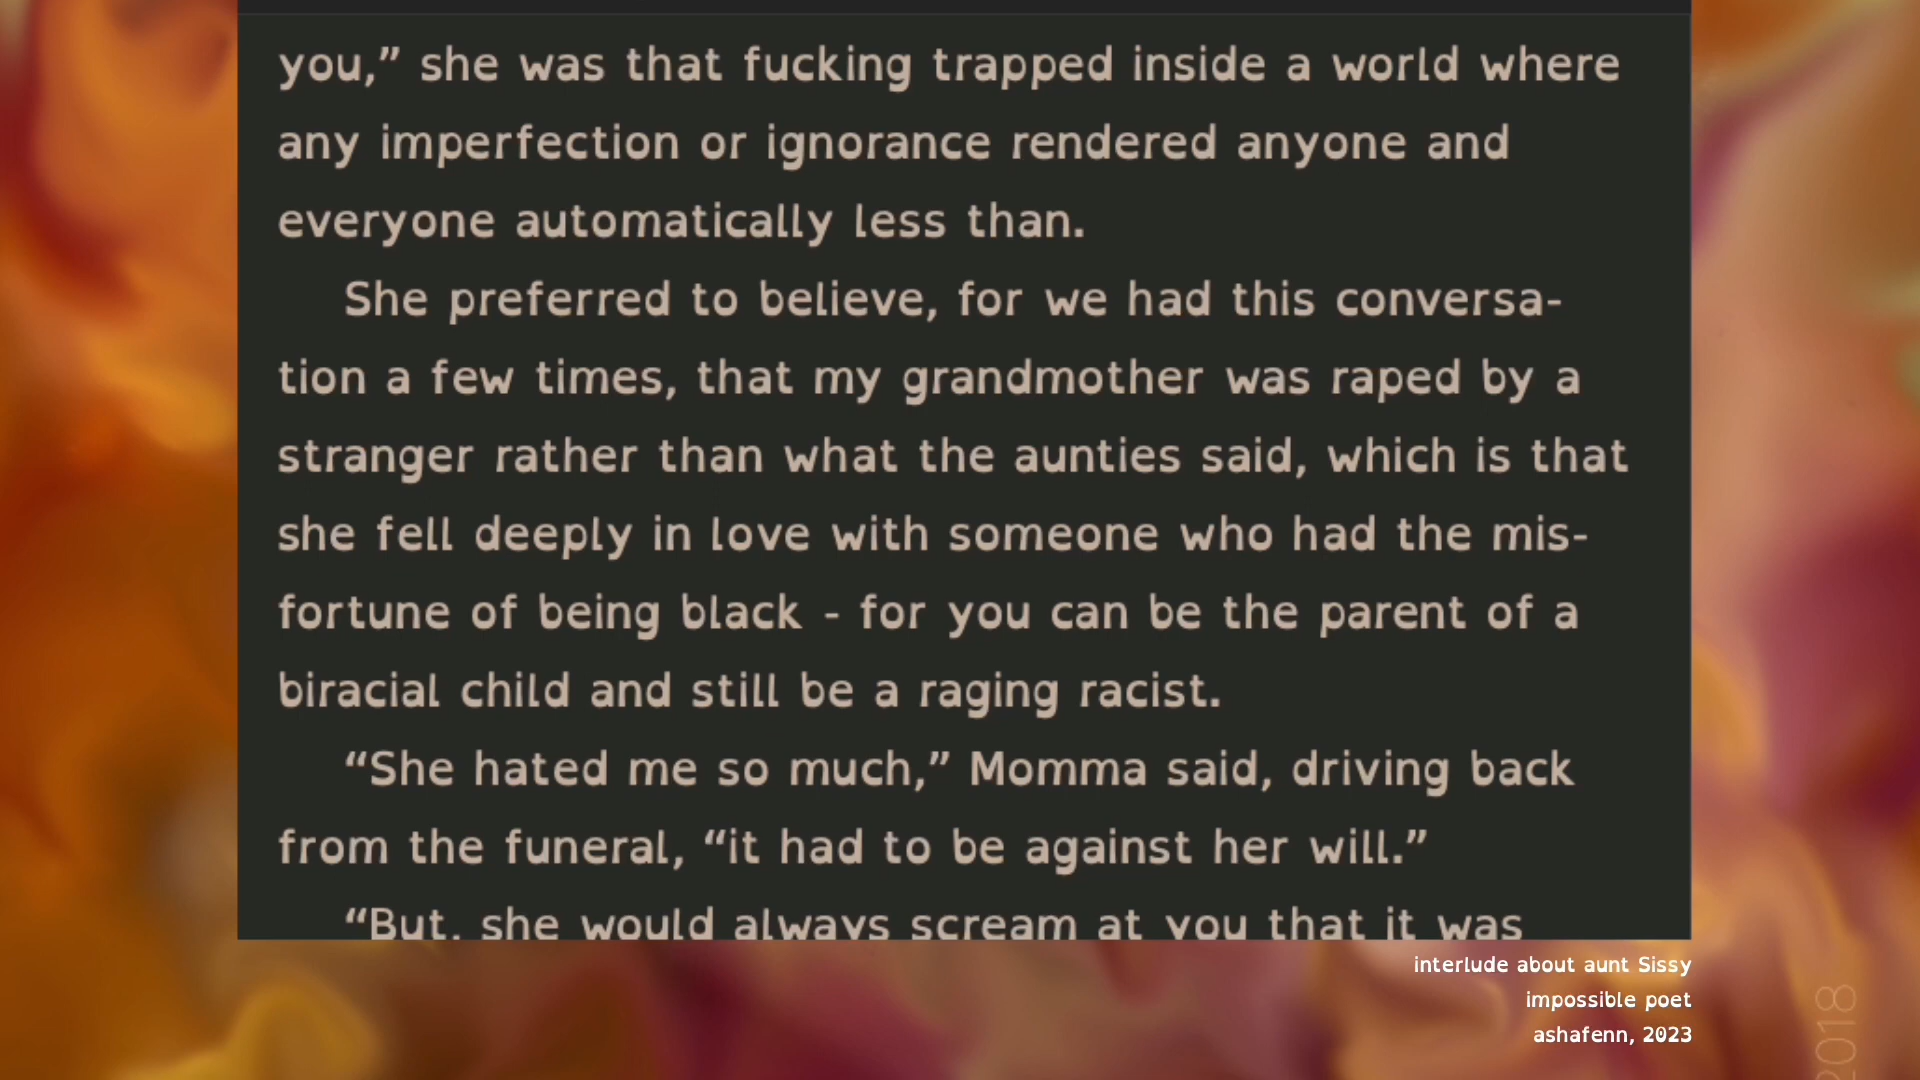 you,” she was that fucking trapped inside a world where
any imperfection or ignorance rendered anyone and
everyone automatically less than.
She preferred to believe, for we had this conversa-
tion a few times, that my grandmother was raped by a
stranger rather than what the aunties said, which is that
she fell deeply in love with someone who had the mis-
fortune of being black - for you can be the parent of a
biracial child and still be a raging racist.
“She hated me so much,” Momma said, driving back
from the funeral, “it had to be against her will.”
“But, she would always scream at you that it was
interlude about aunt Sissy
impossible poet
ashafenn, 2023
2018